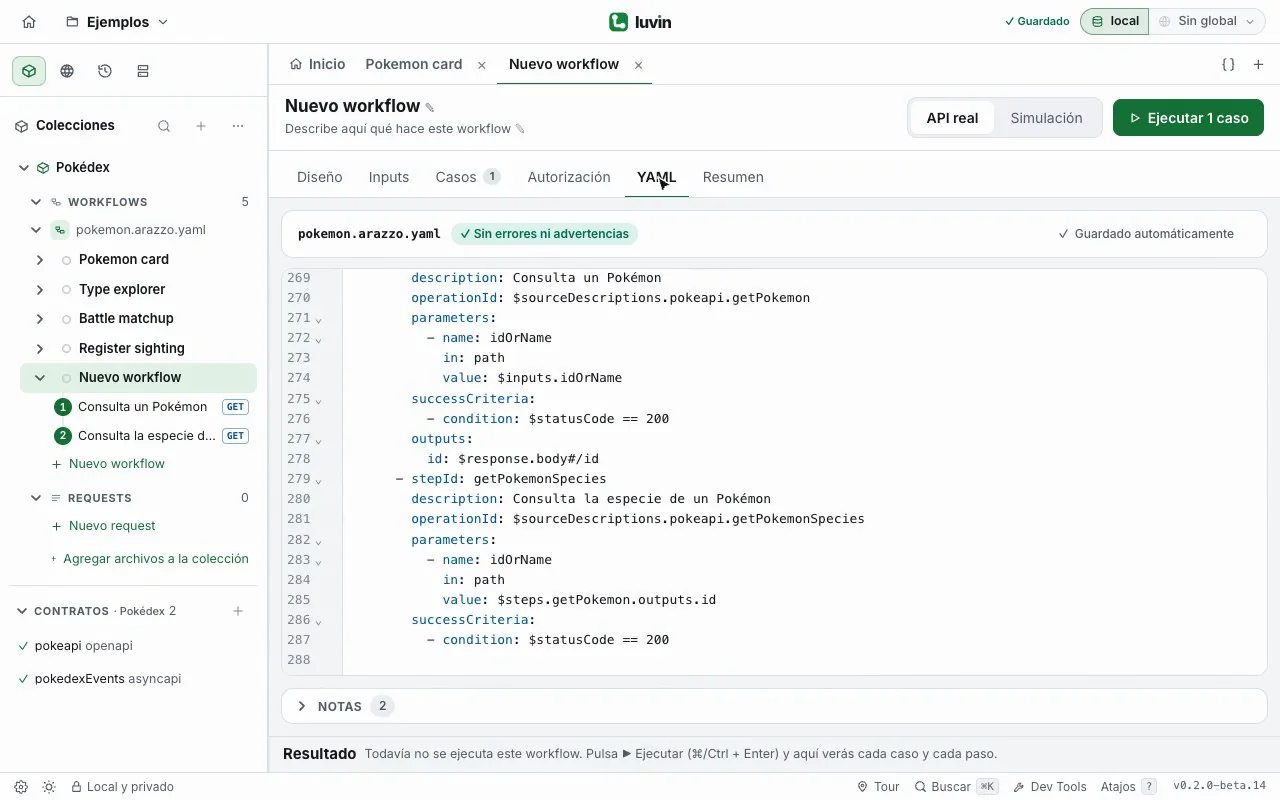 Ejemplos
luvin
✓ Guardado
local
Sin global
Inicio
Pokemon card ×
Nuevo workflow ×
{ } +
Colecciones
Pokédex
WORKFLOWS 5
pokemon.arazzo.yaml
Pokemon card
Type explorer
Battle matchup
Register sighting
Nuevo workflow
1 Consulta un Pokémon GET
2 Consulta la especie d... GET
+ Nuevo workflow
REQUESTS 0
+ Nuevo request
+ Agregar archivos a la colección
CONTRATOS · Pokédex 2 +
✓ pokeapi openapi
✓ pokedexEvents asyncapi
Nuevo workflow
Describe aquí qué hace este workflow
API real
Simulación
Ejecutar 1 caso
Diseño
Inputs
Casos 1
Autorización
YAML
Resumen
pokemon.arazzo.yaml
✓ Sin errores ni advertencias
✓ Guardado automáticamente
269 description: Consulta un Pokémon
270 operationId: $sourceDescriptions.pokeapi.getPokemon
271 parameters:
272 - name: idOrName
273 in: path
274 value: $inputs.idOrName
275 successCriteria:
276 - condition: $statusCode == 200
277 outputs:
278 id: $response.body#/id
279 - stepId: getPokemonSpecies
280 description: Consulta la especie de un Pokémon
281 operationId: $sourceDescriptions.pokeapi.getPokemonSpecies
282 parameters:
283 - name: idOrName
284 in: path
285 value: $steps.getPokemon.outputs.id
286 successCriteria:
287 - condition: $statusCode == 200
288
NOTAS 2
Resultado Todavía no se ejecuta este workflow. Pulsa ▶ Ejecutar (⌘/Ctrl + Enter) y aquí verás cada caso y cada paso.
Local y privado
Tour
Buscar ⌘K
Dev Tools
Atajos ?
v0.2.0-beta.14